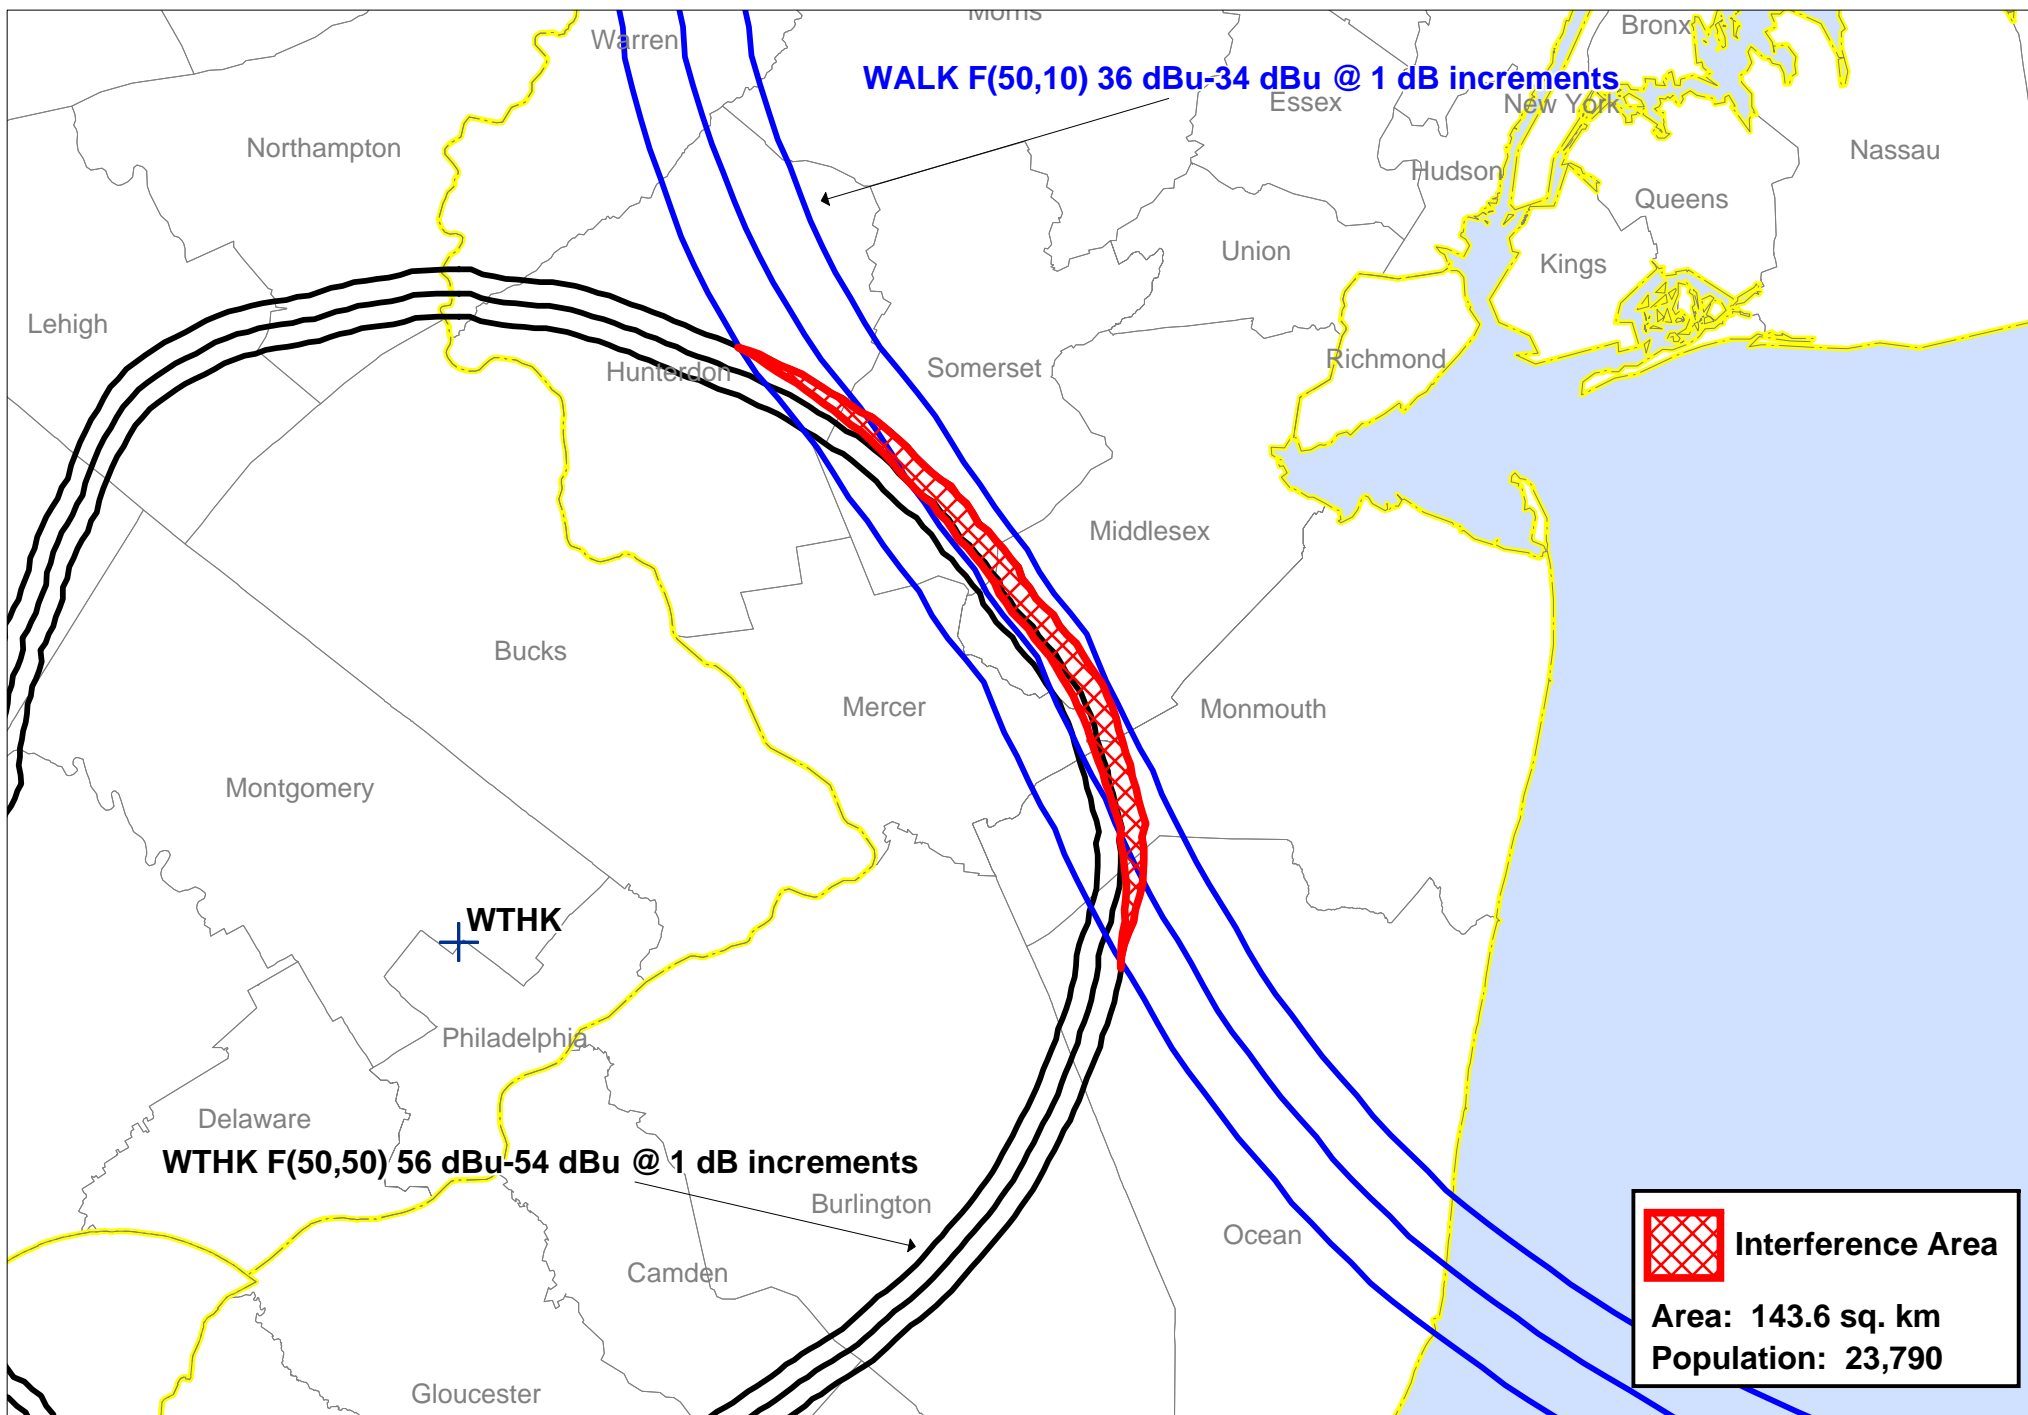 Morris
Bronx
Warren
WALK F(50,10) 36 dBu-34 dBu @ 1 dB increments
Essex
New York
Northampton
Nassau
Hudson
Queens
Union
Kings
Lehigh
Richmond
Somerset
Hunterdon
Middlesex
Bucks
Mercer
Monmouth
Montgomery
WTHK
Philadelphia
Delaware
WTHK F(50,50) 56 dBu-54 dBu @ 1 dB increments
Burlington
Ocean
Camden
Interference Area
Area: 143.6 sq. km
Population: 23,790
Gloucester